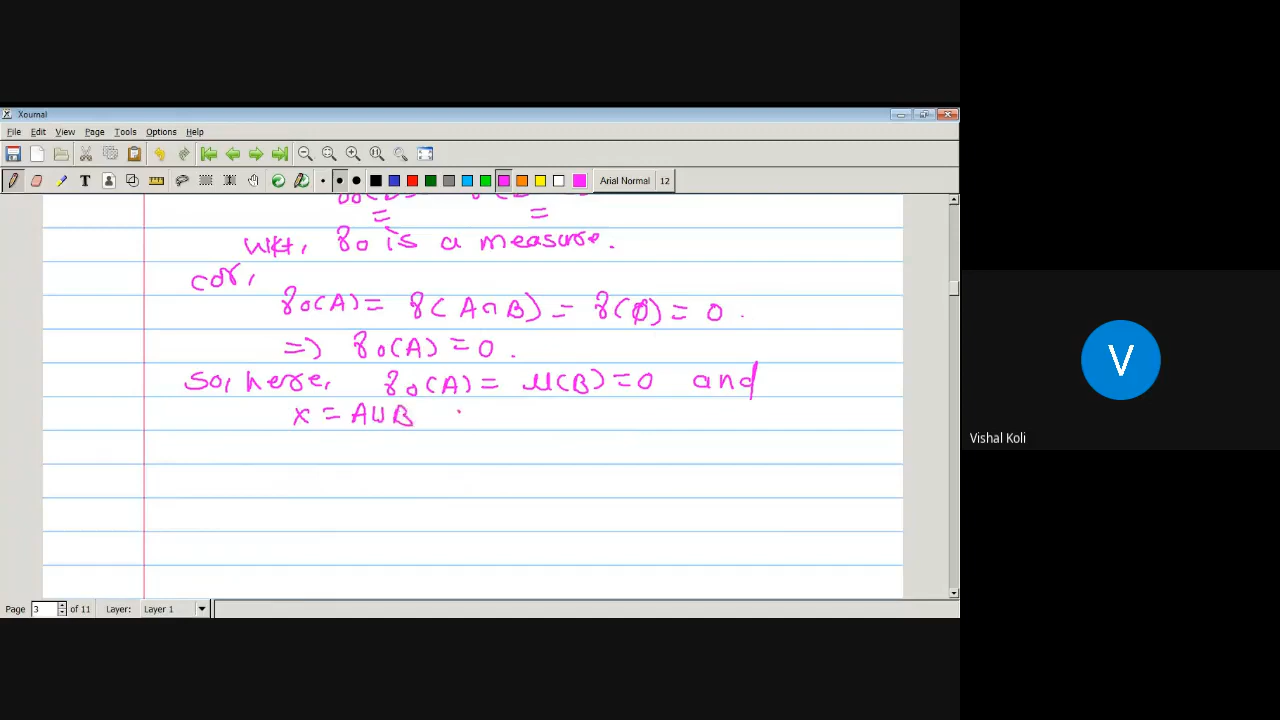 Xournal
File Edit View Page Tools Options Help
Arial Normal 12
wkt, γ0 is a measure.
cor,
γ0(A) = γ(A∩B) = γ(φ) = 0.
=) γ0(A) = 0.
So, here, γ0(A) = μ(B) = 0 and
x = A∪B
V
Vishal Koli
Page 3 of 11 Layer: Layer 1